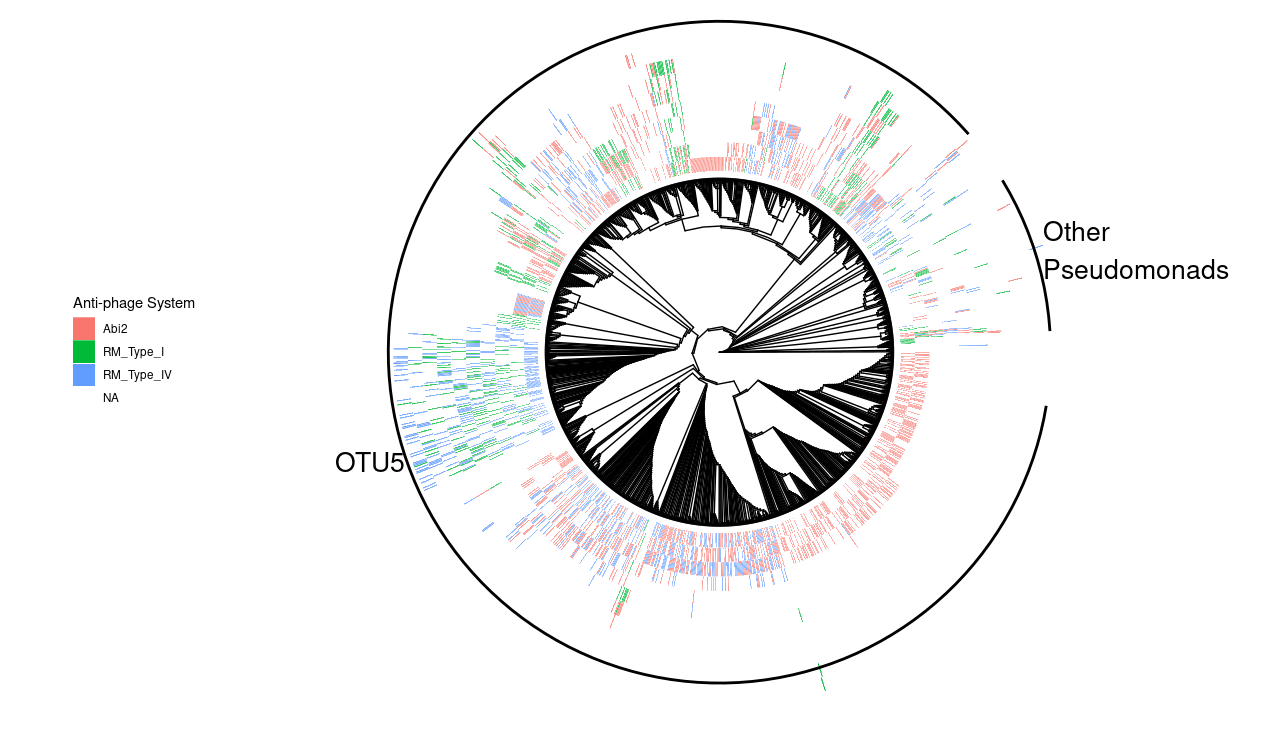 Other
Pseudomonads
Anti-phage System
Abi2
RM_Type_I
RM_Type_IV
NA
OTU5